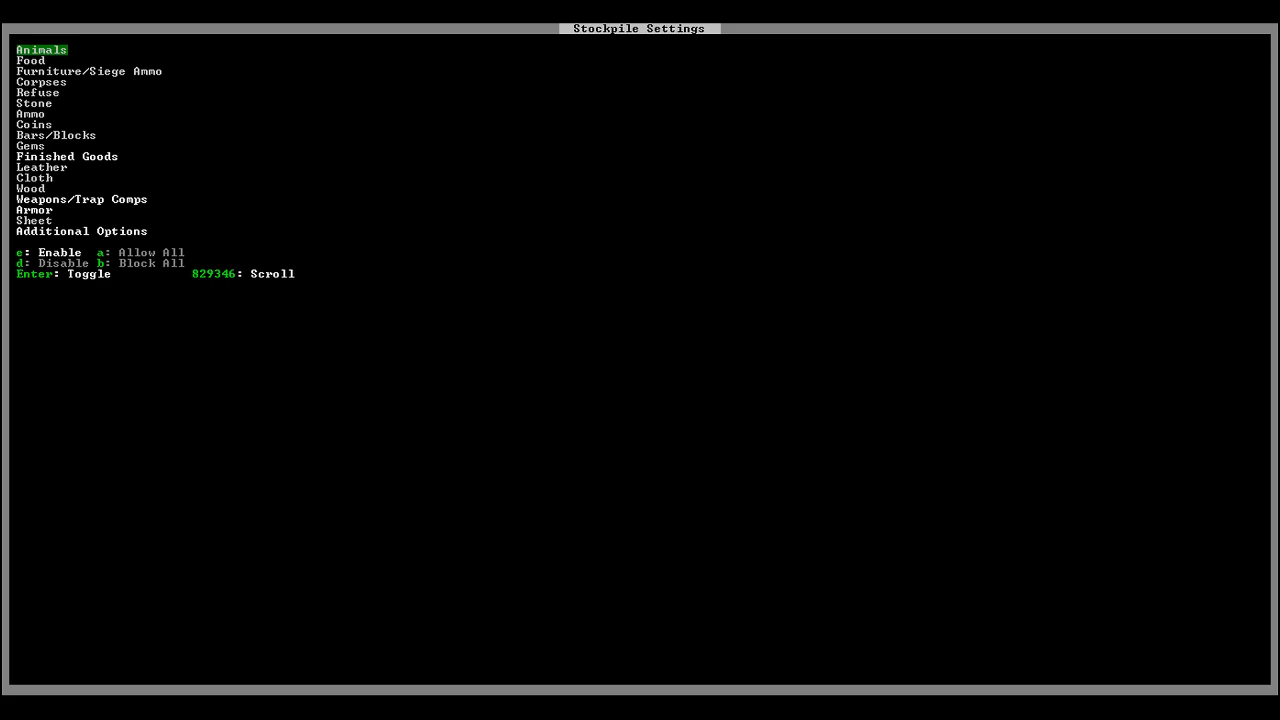 Stockpile Settings
Animals
Food
Furniture/Siege Ammo
Corpses
Refuse
Stone
Ammo
Coins
Bars/Blocks
Gems
Finished Goods
Leather
Cloth
Wood
Weapons/Trap Comps
Armor
Sheet
Additional Options
e: Enable a: Allow All
d: Disable b: Block All
Enter: Toggle 829346: Scroll